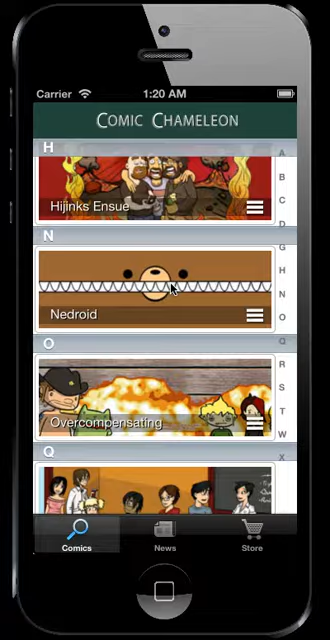 Carrier 1:20 AM
COMIC CHAMELEON
H
Hijinks Ensue
N
Nedroid
O
Overcompensating
Q
A
B
C
D
G
H
N
O
Q
R
S
T
W
X
Comics News Store